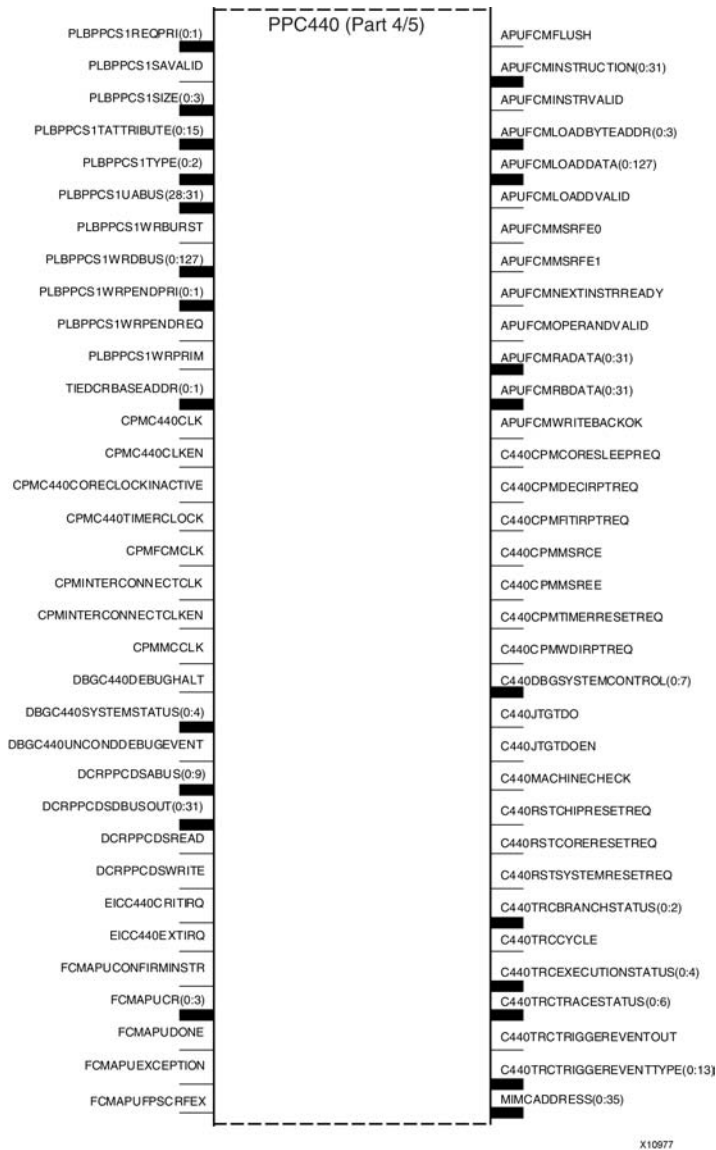 PPC440 (Part 4/5)
PLBPPCS1REQPRI(0:1)
PLBPPCS1SAVALID
PLBPPCS1SIZE(0:3)
PLBPPCS1TATTRIBUTE(0:15)
PLBPPCS1TYPE(0:2)
PLBPPCS1UABUS(28:31)
PLBPPCS1WRBURST
PLBPPCS1WRDBUS(0:127)
PLBPPCS1WRPENDPRI(0:1)
PLBPPCS1WRPENDREQ
PLBPPCS1WRPRIM
TIEDCRBASEADDR(0:1)
CPMC440CLK
CPMC440CLKEN
CPMC440CORECLOCKINACTIVE
CPMC440TIMERCLOCK
CPMFCMCLK
CPMINTERCONNECTCLK
CPMINTERCONNECTCLKEN
CPMMCCLK
DBGC440DEBUGHALT
DBGC440SYSTEMSTATUS(0:4)
DBGC440UNCONDDEBUGEVENT
DCRPPCDSABUS(0:9)
DCRPPCDSDBUSOUT(0:31)
DCRPPCDSREAD
DCRPPCDSWRITE
EICC440CRITIRQ
EICC440EXTIRQ
FCMAPUCONFIRMINSTR
FCMAPUCR(0:3)
FCMAPUDONE
FCMAPUEXCEPTION
FCMAPUFPSCRFEX
APUFCMFLUSH
APUFCMINSTRUCTION(0:31)
APUFCMINSTRVALID
APUFCMLOADBYTEADDR(0:3)
APUFCMLOADDATA(0:127)
APUFCMLOADDVALID
APUFCMMSRFE0
APUFCMMSRFE1
APUFCMNEXTINSTRREADY
APUFCMOPERANDVALID
APUFCMRADATA(0:31)
APUFCMRBDATA(0:31)
APUFCMWRITEBACKOK
C440CPMCORESLEEPREQ
C440CPMDECIRPTREQ
C440CPMFITIRPTREQ
C440CPMMSRCE
C440CPMMSREE
C440CPMTIMERRESETREQ
C440CPMWDIRPTREQ
C440DBGSYSTEMCONTROL(0:7)
C440JTGTDO
C440JTGTDOEN
C440MACHINECHECK
C440RSTCHIPRESETREQ
C440RSTCORERESETREQ
C440RSTSYSTEMRESETREQ
C440TRCBRANCHSTATUS(0:2)
C440TRCCYCLE
C440TRCEXECUTIONSTATUS(0:4)
C440TRCTRACESTATUS(0:6)
C440TRCTRIGGEREVENTOUT
C440TRCTRIGGEREVENTTYPE(0:13)
MIMCADDRESS(0:35)
X10977